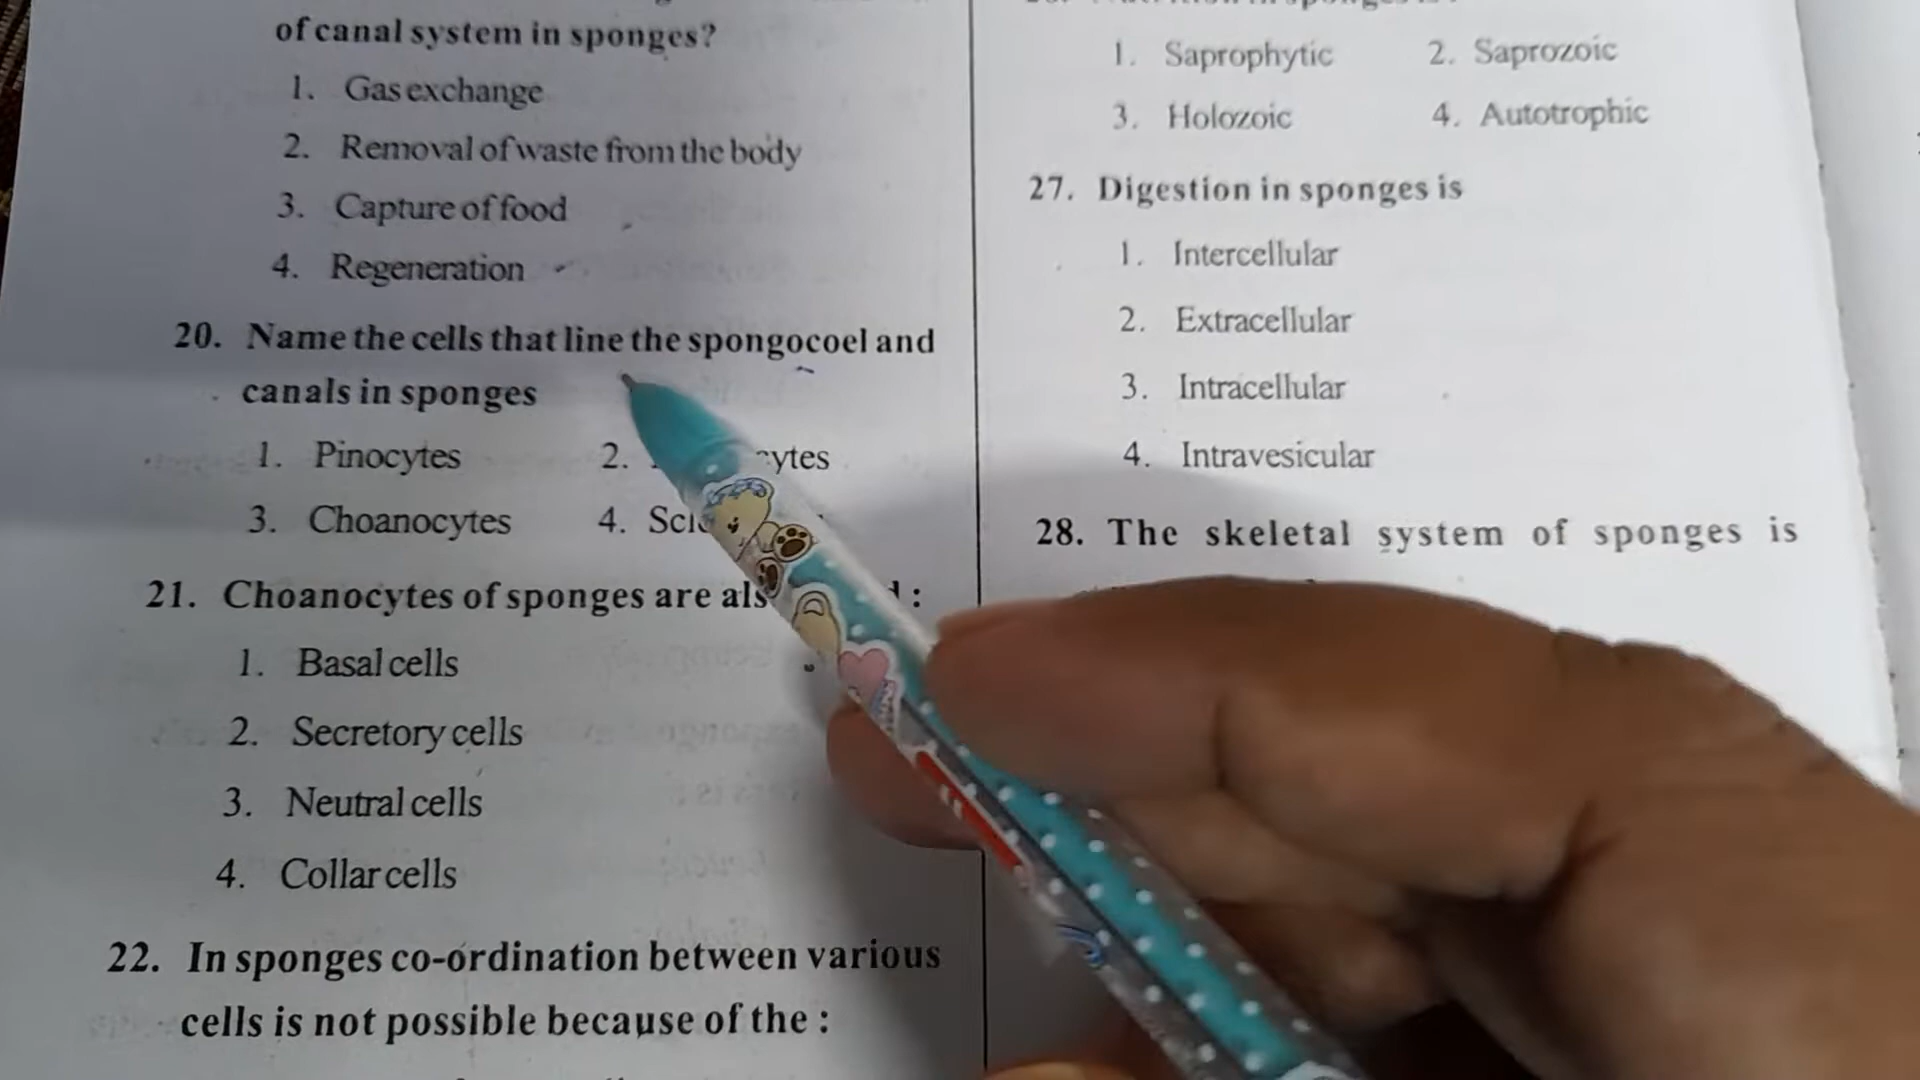 of canal system in sponges?
1. Gas exchange
2. Removal of waste from the body
3. Capture of food
4. Regeneration
20. Name the cells that line the spongocoel and
canals in sponges
1. Pinocytes 2.
3. Choanocytes 4.
21. Choanocytes of sponges are
1. Basal cells
2. Secretory cells
3. Neutral cells
4. Collar cells
22. In sponges co-ordination between various
cells is not possible because of the :
1. Saprophytic 2. Saprozoic
3. Holozoic 4. Autotrophic
27. Digestion in sponges is
1. Intercellular
2. Extracellular
3. Intracellular
4. Intravesicular
28. The skeletal system of sponges is